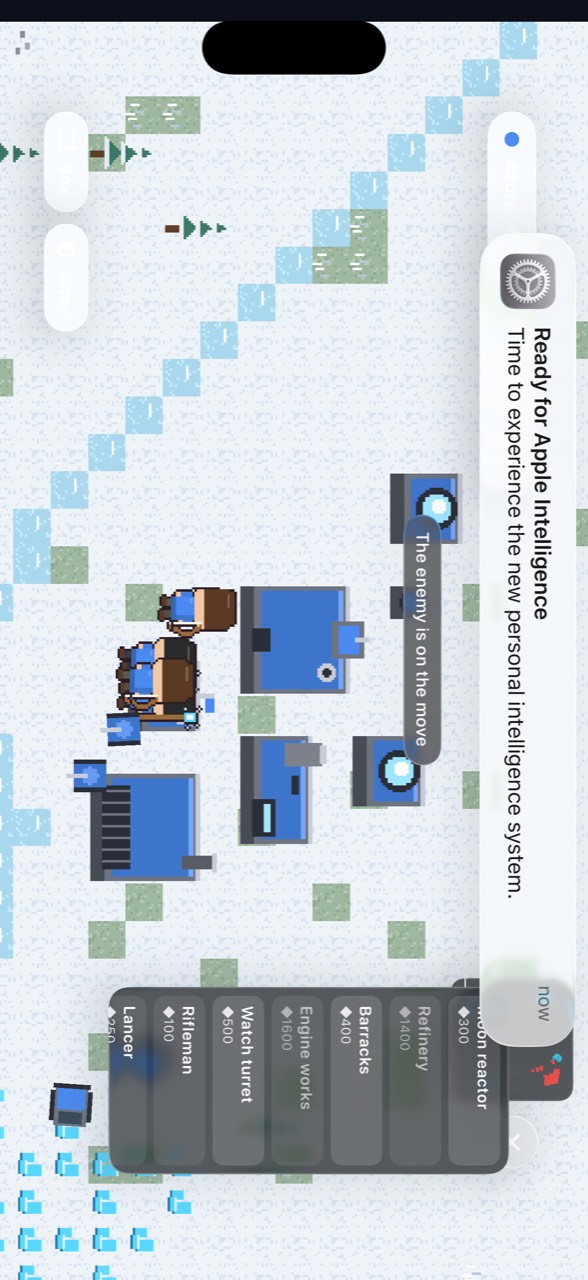 Ready for Apple Intelligence
now
Time to experience the new personal intelligence system.
The enemy is on the move
reactor
◆300
Refinery
◆1400
Barracks
◆400
Engine works
◆1600
Watch turret
◆500
Rifleman
◆100
Lancer